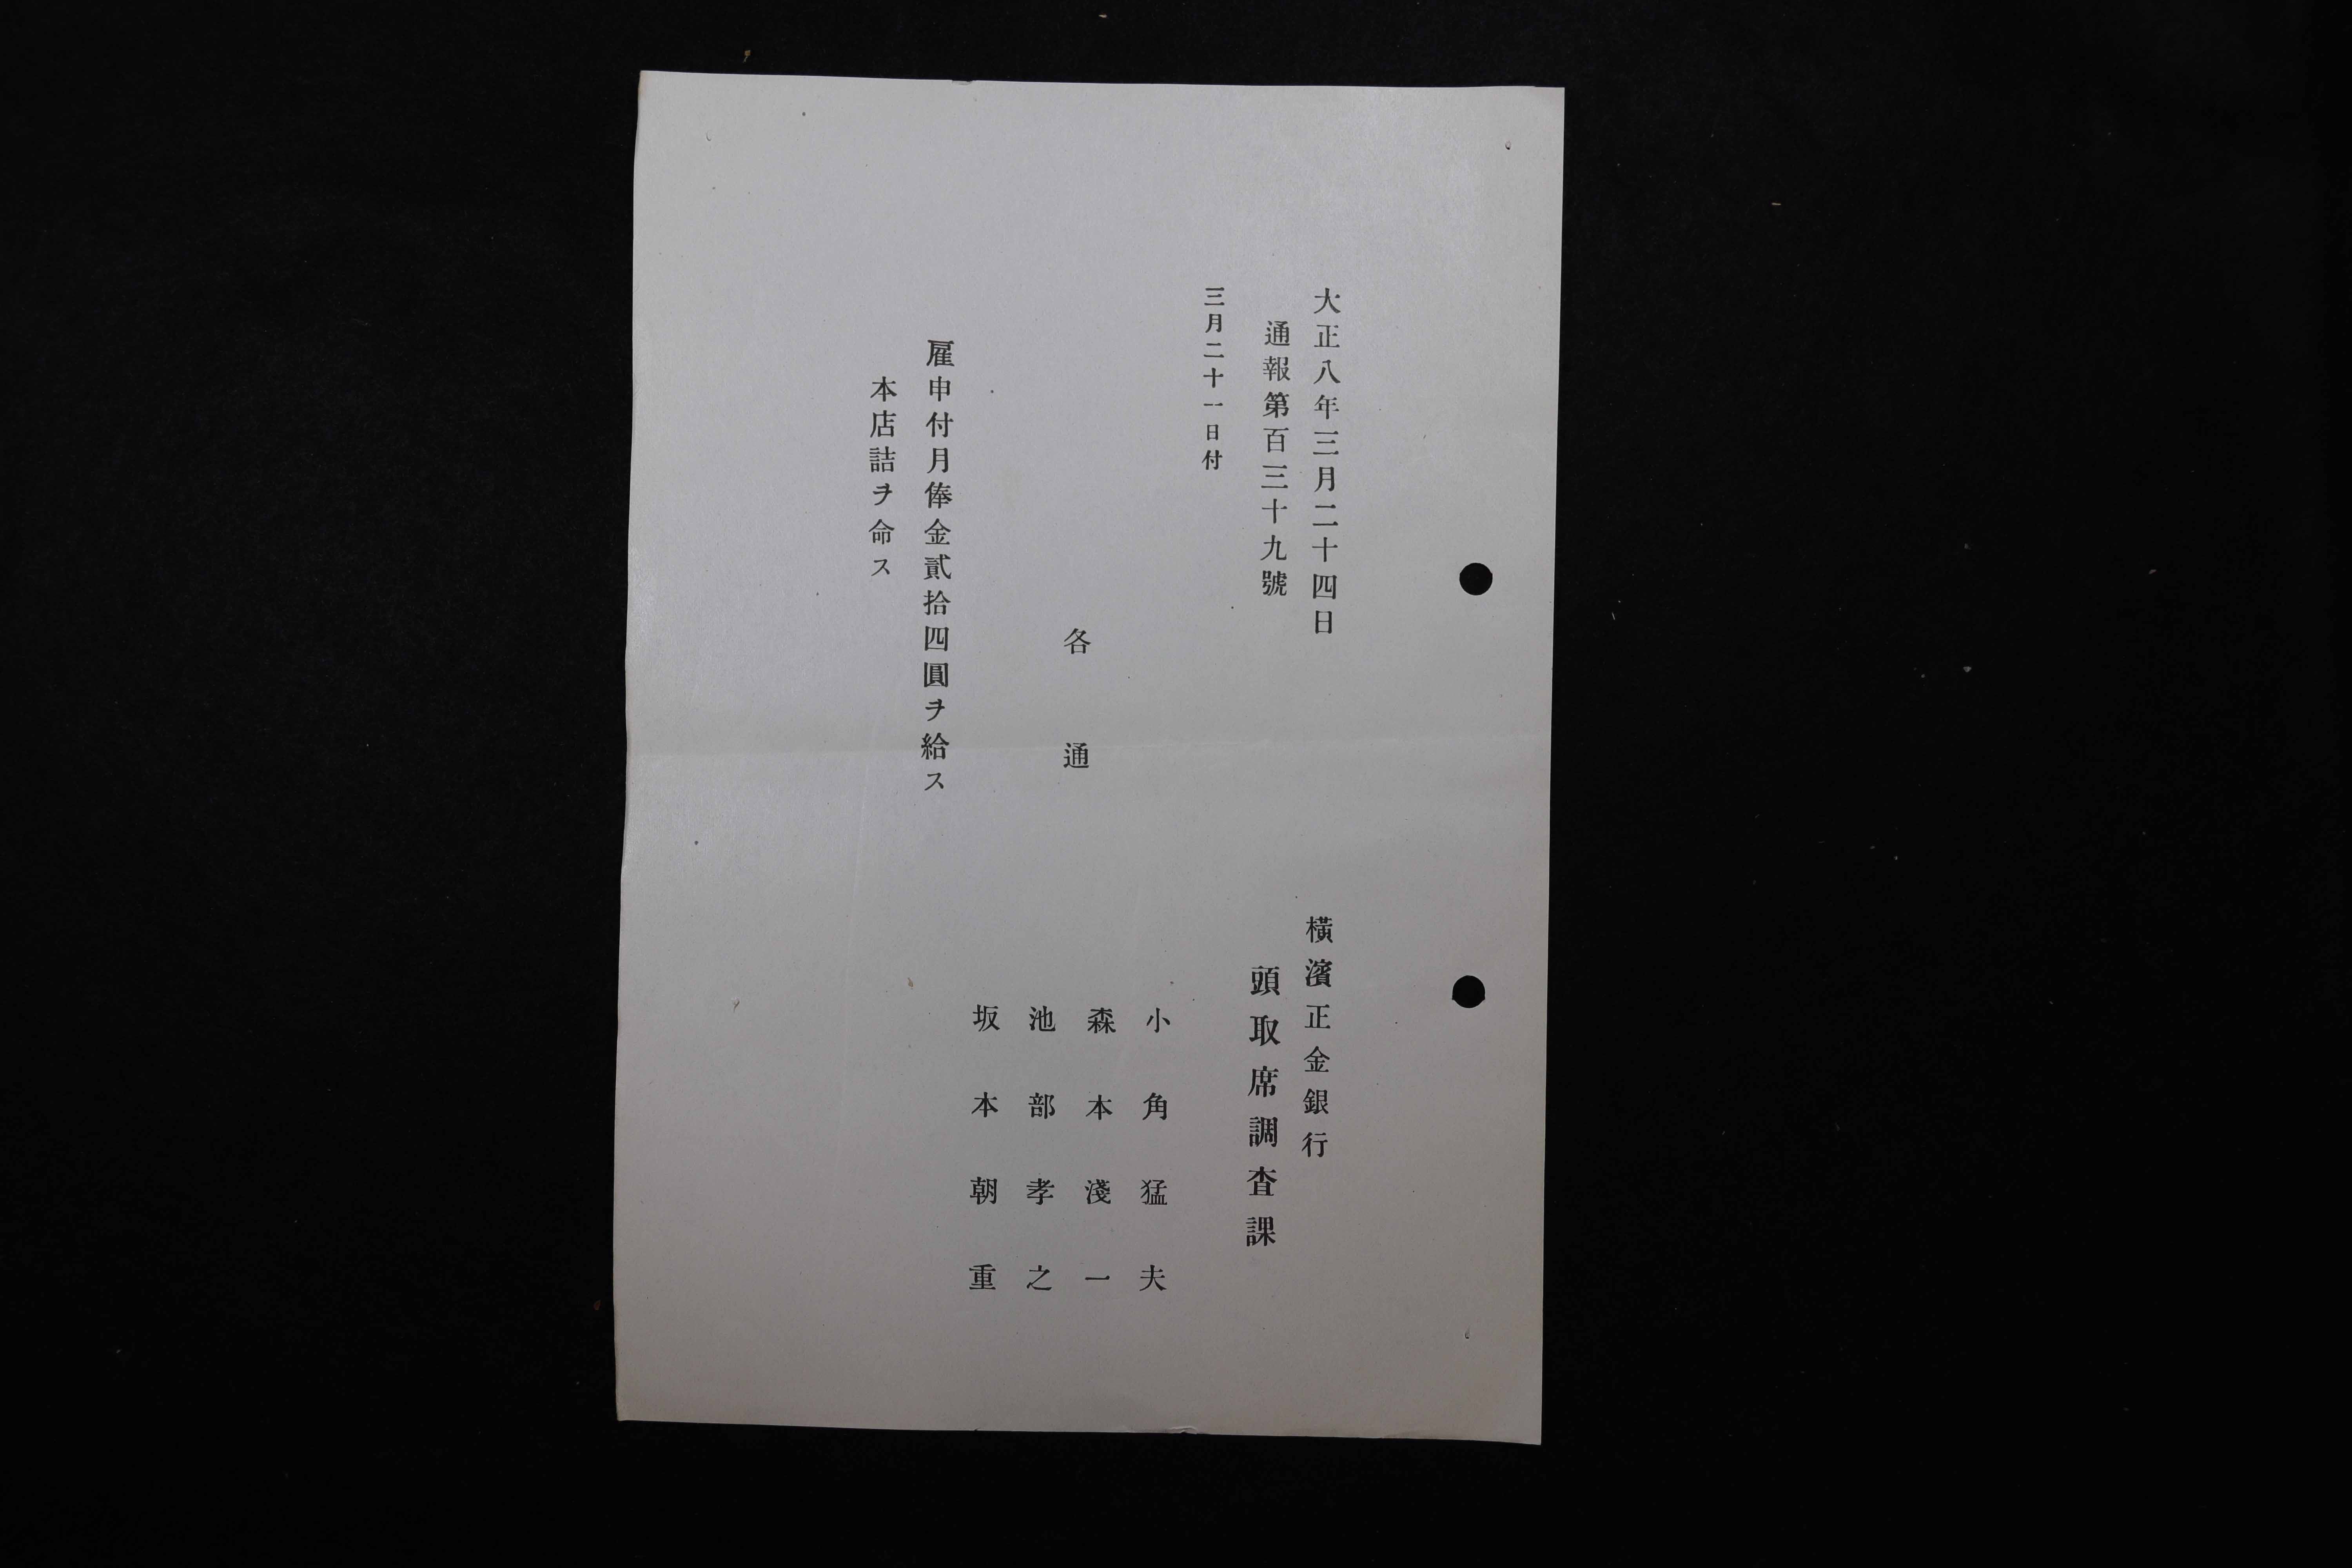 大正八年三月二十四日
橫濱正金銀行
通報第百三十九號
頭取席調査課
三月二十一日付
小角猛夫
森本淺一
各通
池部孝之
坂本朝重
雇申付月俸金貳拾四圓ヲ給ス
本店詰ヲ命ス